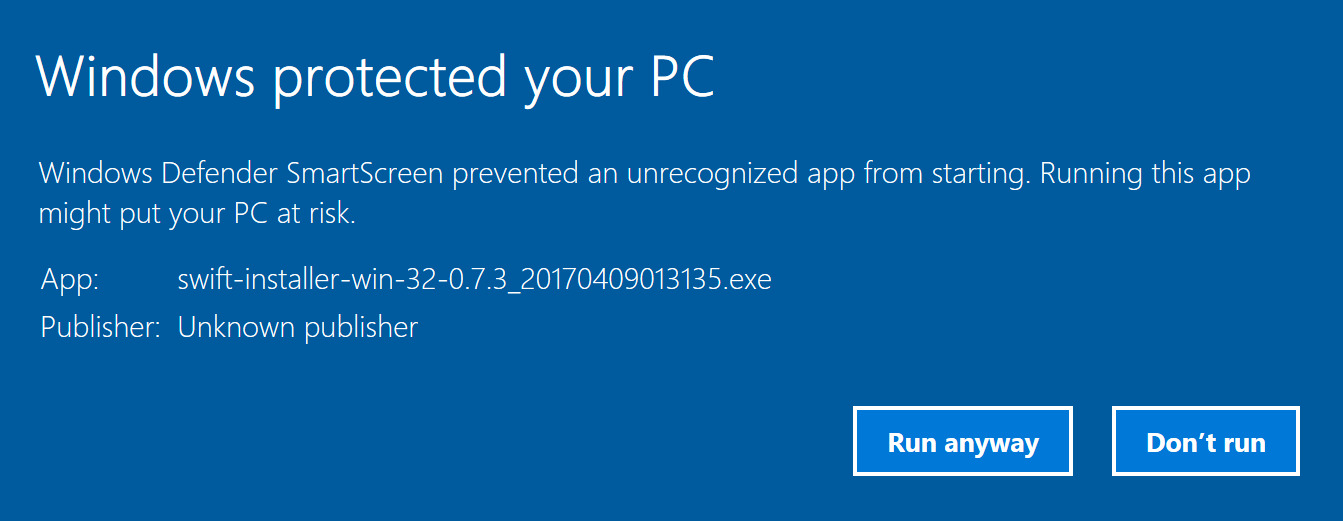 Windows protected your PC
Windows Defender SmartScreen prevented an unrecognized app from starting. Running this app
might put your PC at risk.
App: swift-installer-win-32-0.7.3_20170409013135.exe
Publisher: Unknown publisher
Run anyway Don’t run